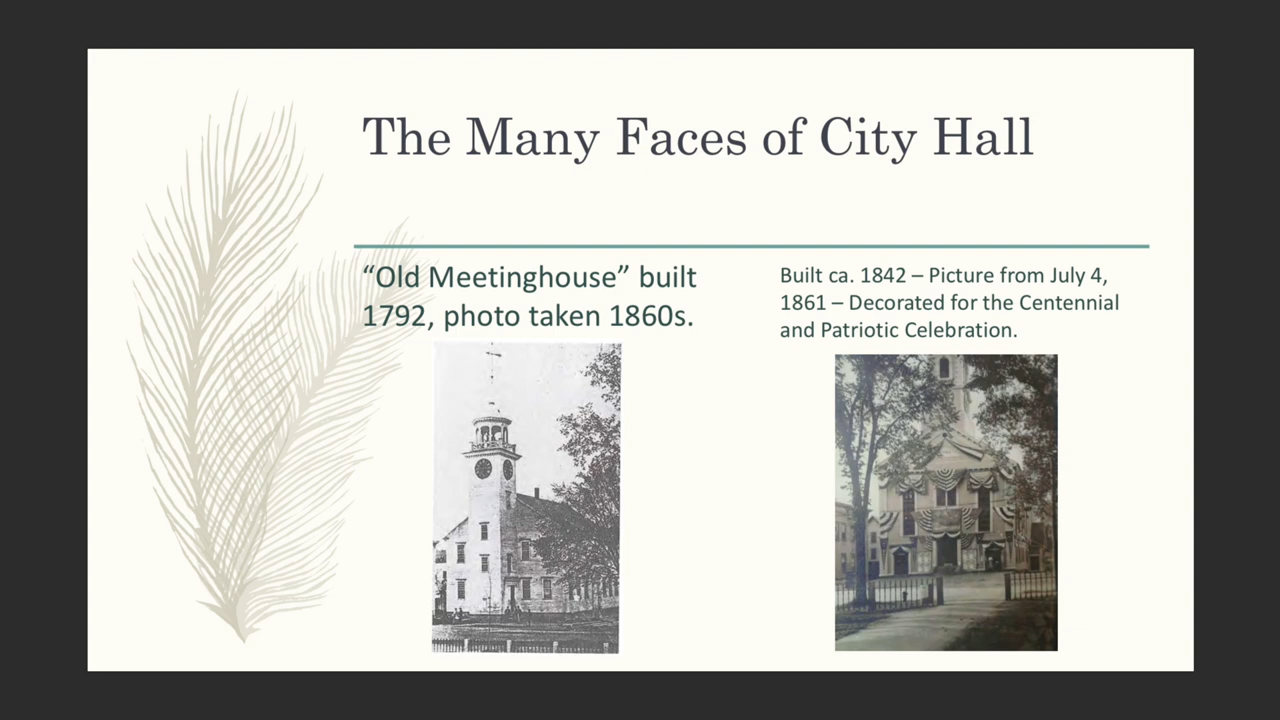 The Many Faces of City Hall
“Old Meetinghouse” built
1792, photo taken 1860s.
Built ca. 1842 – Picture from July 4,
1861 – Decorated for the Centennial
and Patriotic Celebration.